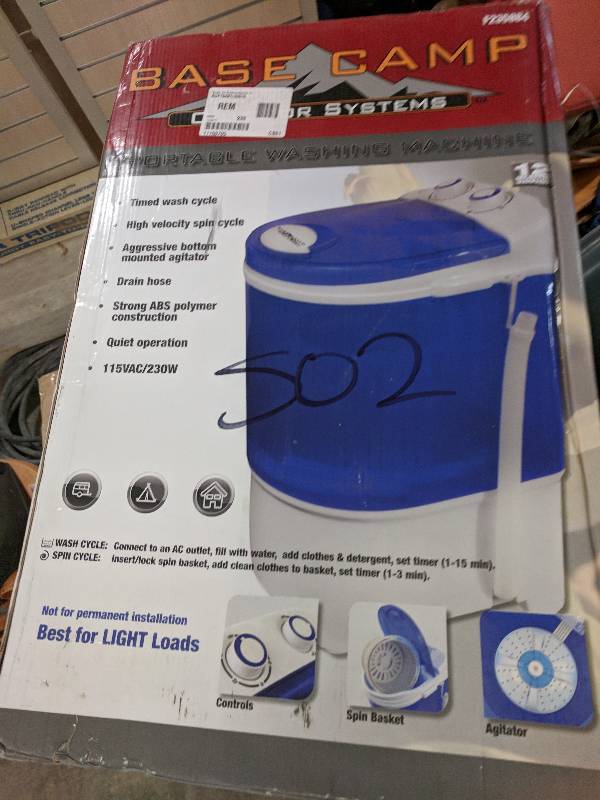 F235884
BASE CAMP
REM
SYSTEMS
PORTABLE WASHING MACHINE
12
• Timed wash cycle
• High velocity spin cycle
• Aggressive bottom
mounted agitator
• Drain hose
• Strong ABS polymer
construction
• Quiet operation
• 115VAC/230W
502
WASH CYCLE: Connect to an AC outlet, fill with water, add clothes & detergent, set timer (1-15 min).
SPIN CYCLE: insert/lock spin basket, add clean clothes to basket, set timer (1-3 min).
Not for permanent installation
Best for LIGHT Loads
Controls
Spin Basket
Agitator